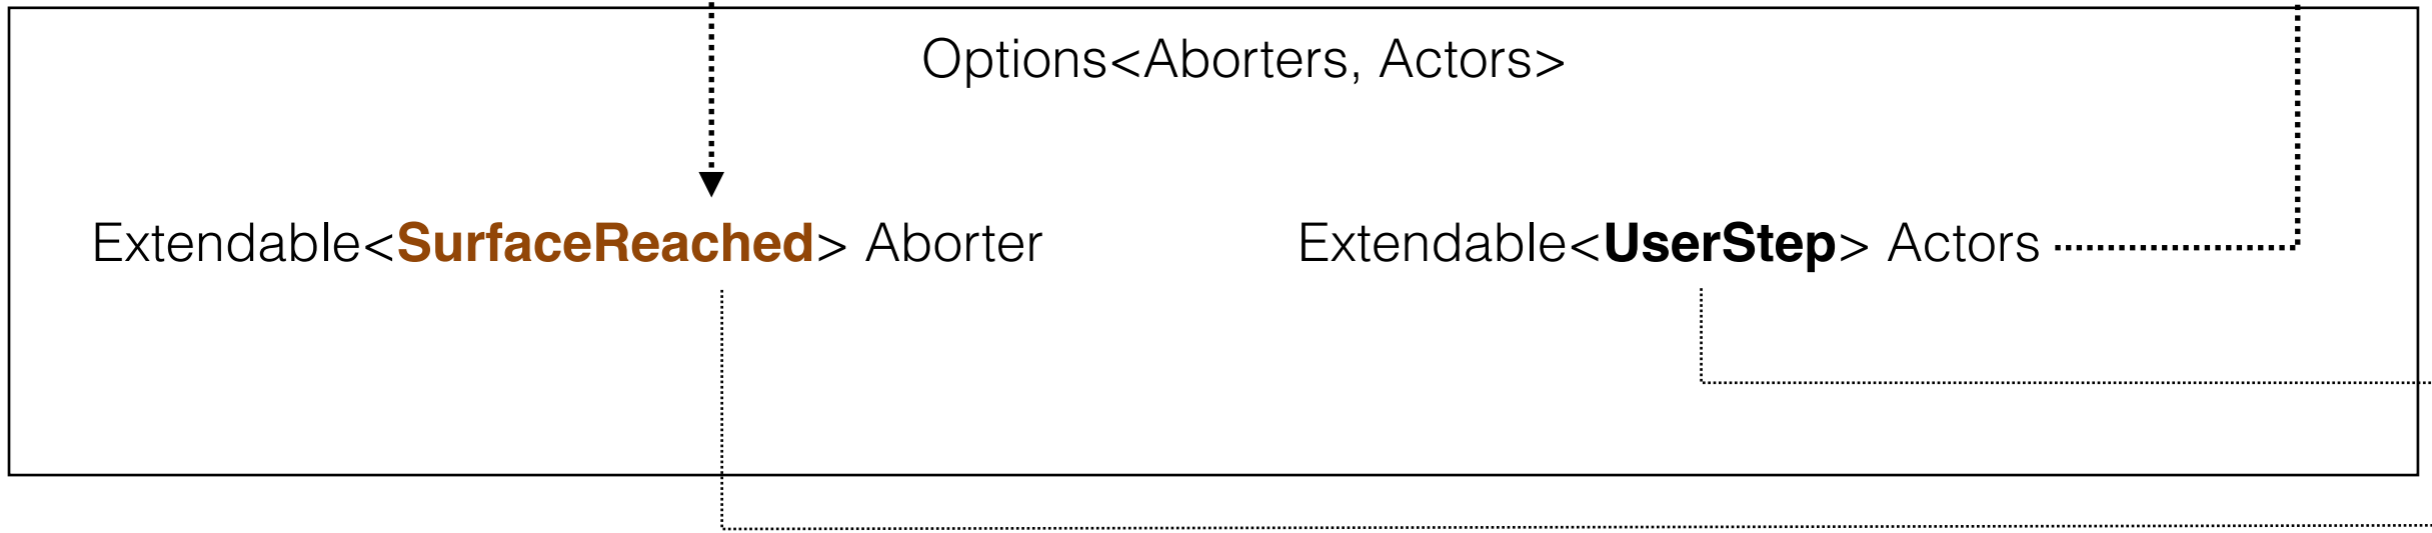 Options<Aborters, Actors>
Extendable<SurfaceReached> Aborter
Extendable<UserStep> Actors